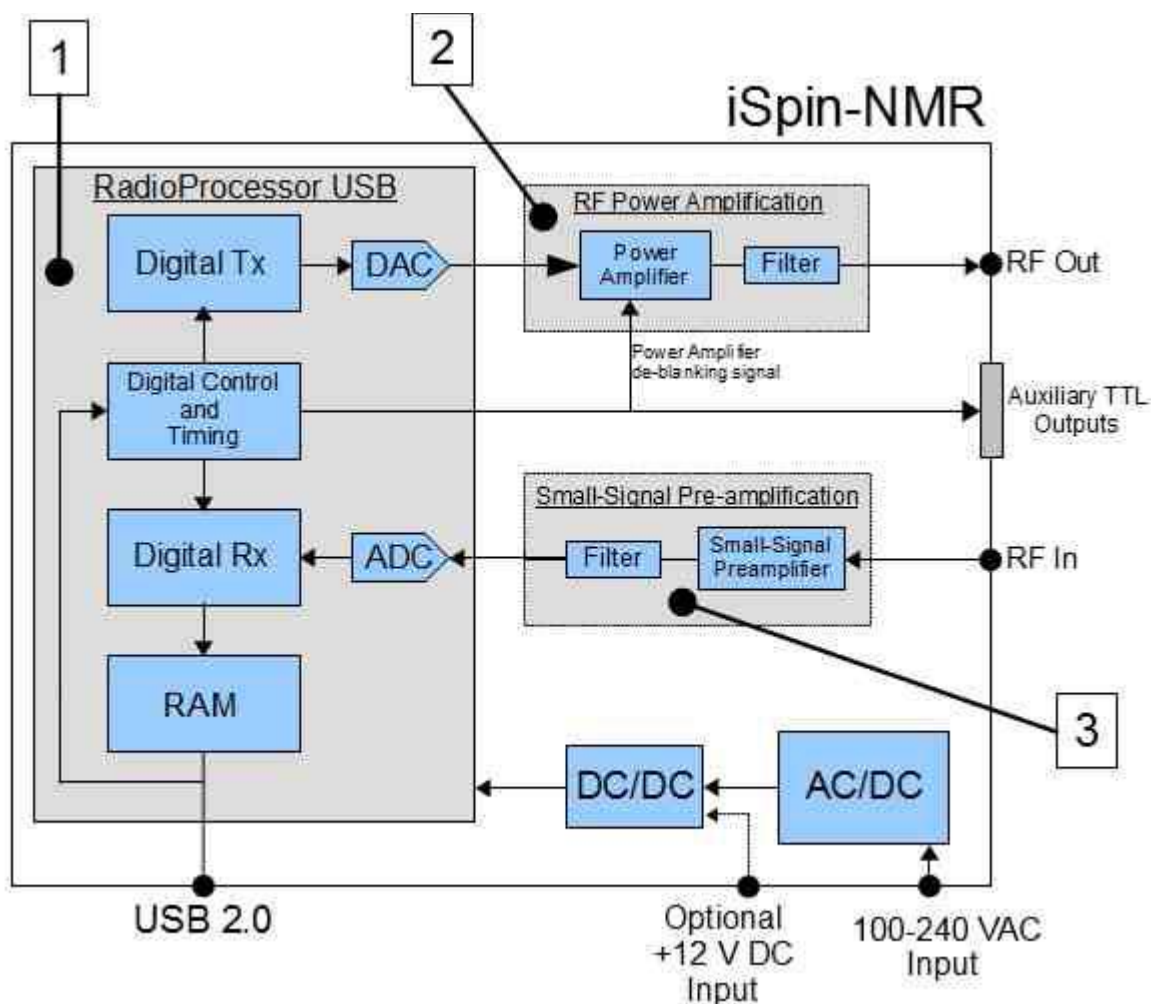 1
2
iSpin-NMR
RadioProcessor USB
RF Power Amplification
Digital Tx
DAC
Power
Amplifier
Filter
RF Out
Power Amplifier
de-blanking signal
Digital Control
and
Timing
Auxiliary TTL
Outputs
Small-Signal Pre-amplification
Digital Rx
ADC
Filter
Small-Signal
Preamplifier
RF In
RAM
3
DC/DC
AC/DC
USB 2.0
Optional
+12 V DC
Input
100-240 VAC
Input